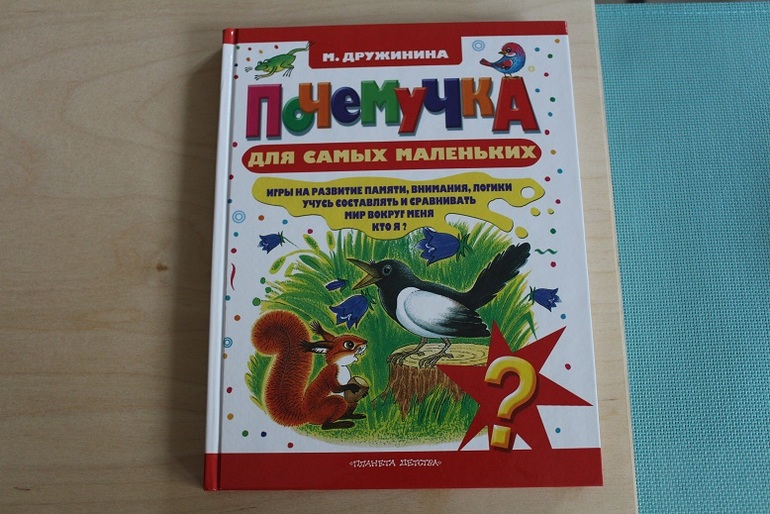 М. ДРУЖИНИНА
ПОЧЕМУЧКА
ДЛЯ САМЫХ МАЛЕНЬКИХ
ИГРЫ НА РАЗВИТИЕ ПАМЯТИ, ВНИМАНИЯ, ЛОГИКИ
УЧУСЬ СОСТАВЛЯТЬ И СРАВНИВАТЬ
МИР ВОКРУГ МЕНЯ
КТО Я ?
?
«ПЛАНЕТА ДЕТСТВА»